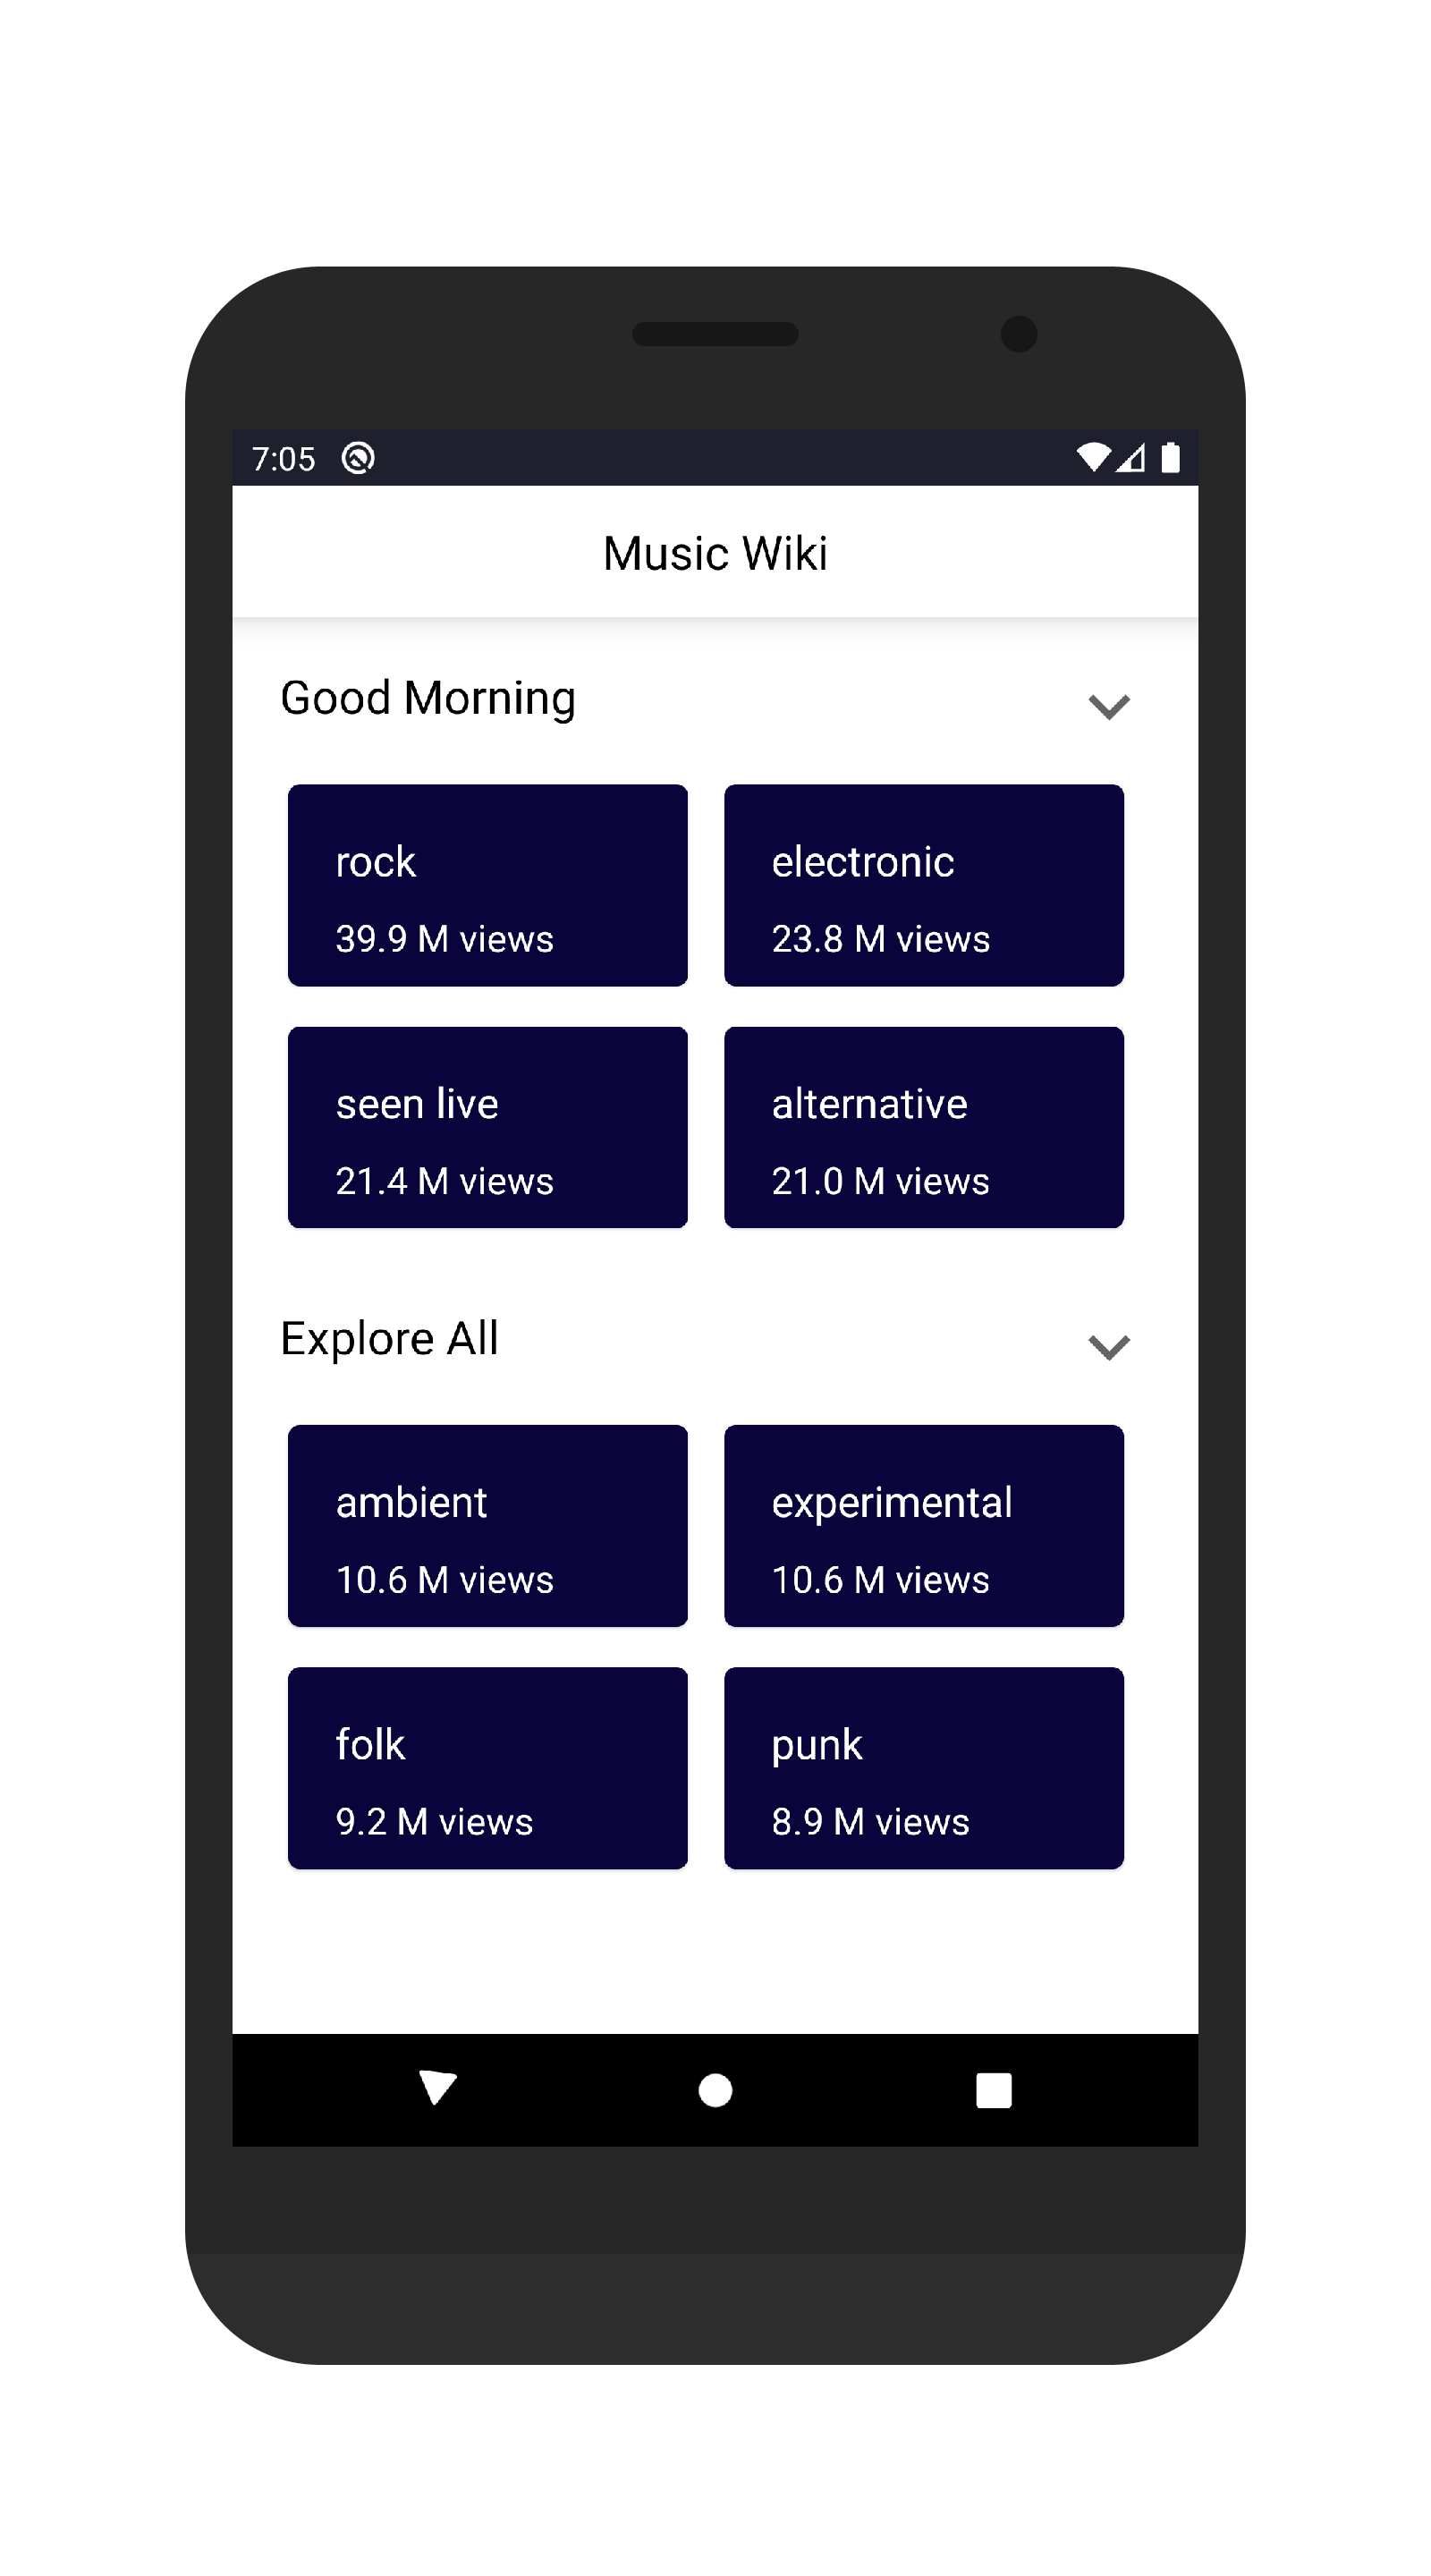 7:05
Music Wiki
Good Morning
rock
39.9 M views
electronic
23.8 M views
seen live
21.4 M views
alternative
21.0 M views
Explore All
ambient
10.6 M views
experimental
10.6 M views
folk
9.2 M views
punk
8.9 M views